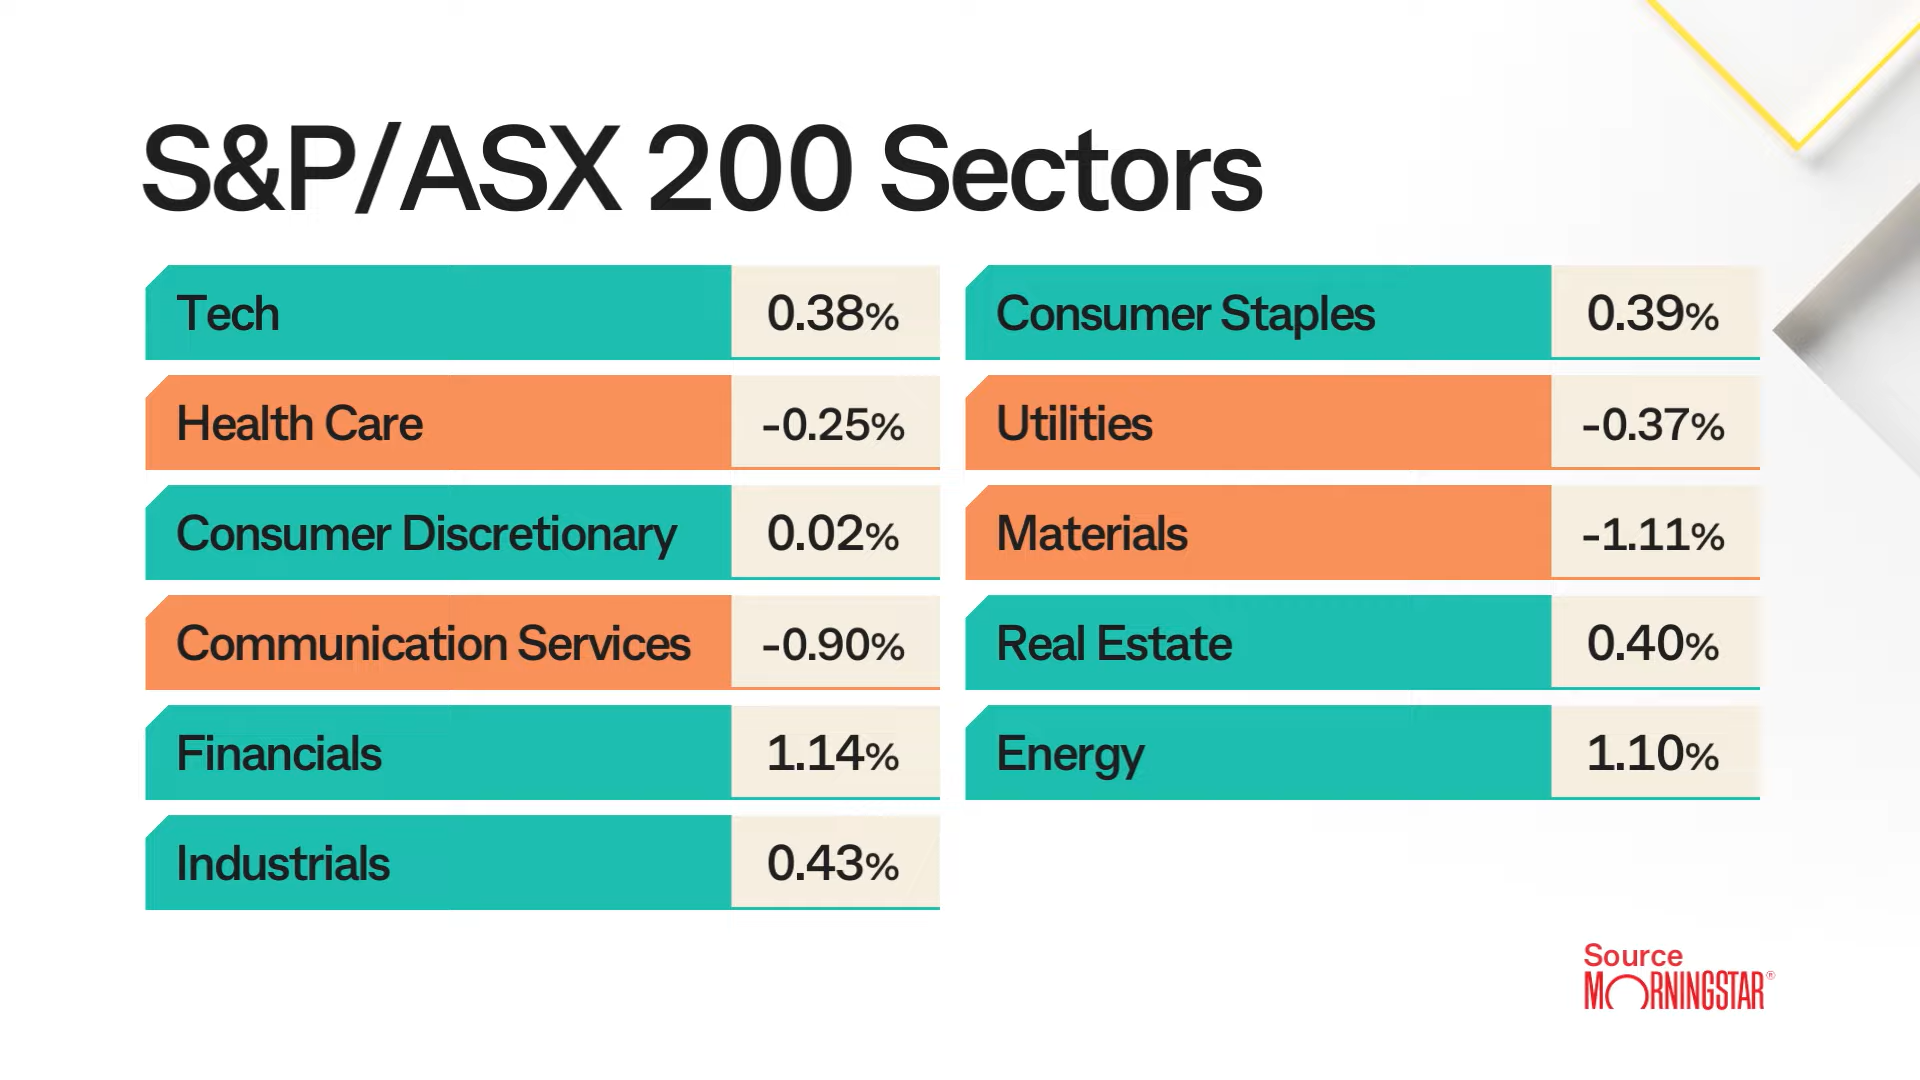 S&P/ASX 200 Sectors
Tech 0.38%
Health Care -0.25%
Consumer Discretionary 0.02%
Communication Services -0.90%
Financials 1.14%
Industrials 0.43%
Consumer Staples 0.39%
Utilities -0.37%
Materials -1.11%
Real Estate 0.40%
Energy 1.10%
Source
MORNINGSTAR®